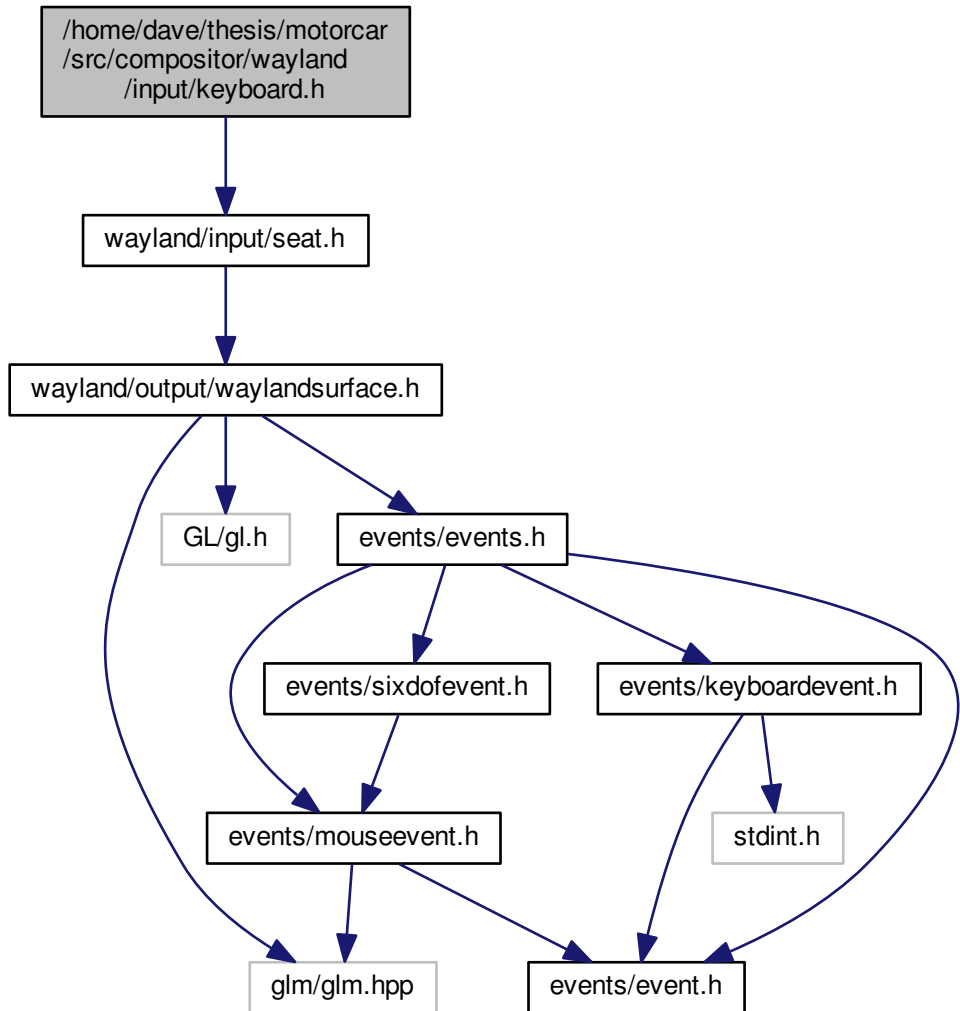 /home/dave/thesis/motorcar
/src/compositor/wayland
/input/keyboard.h
wayland/input/seat.h
wayland/output/waylandsurface.h
GL/gl.h
events/events.h
events/sixdofevent.h
events/keyboardevent.h
events/mouseevent.h
stdint.h
glm/glm.hpp
events/event.h